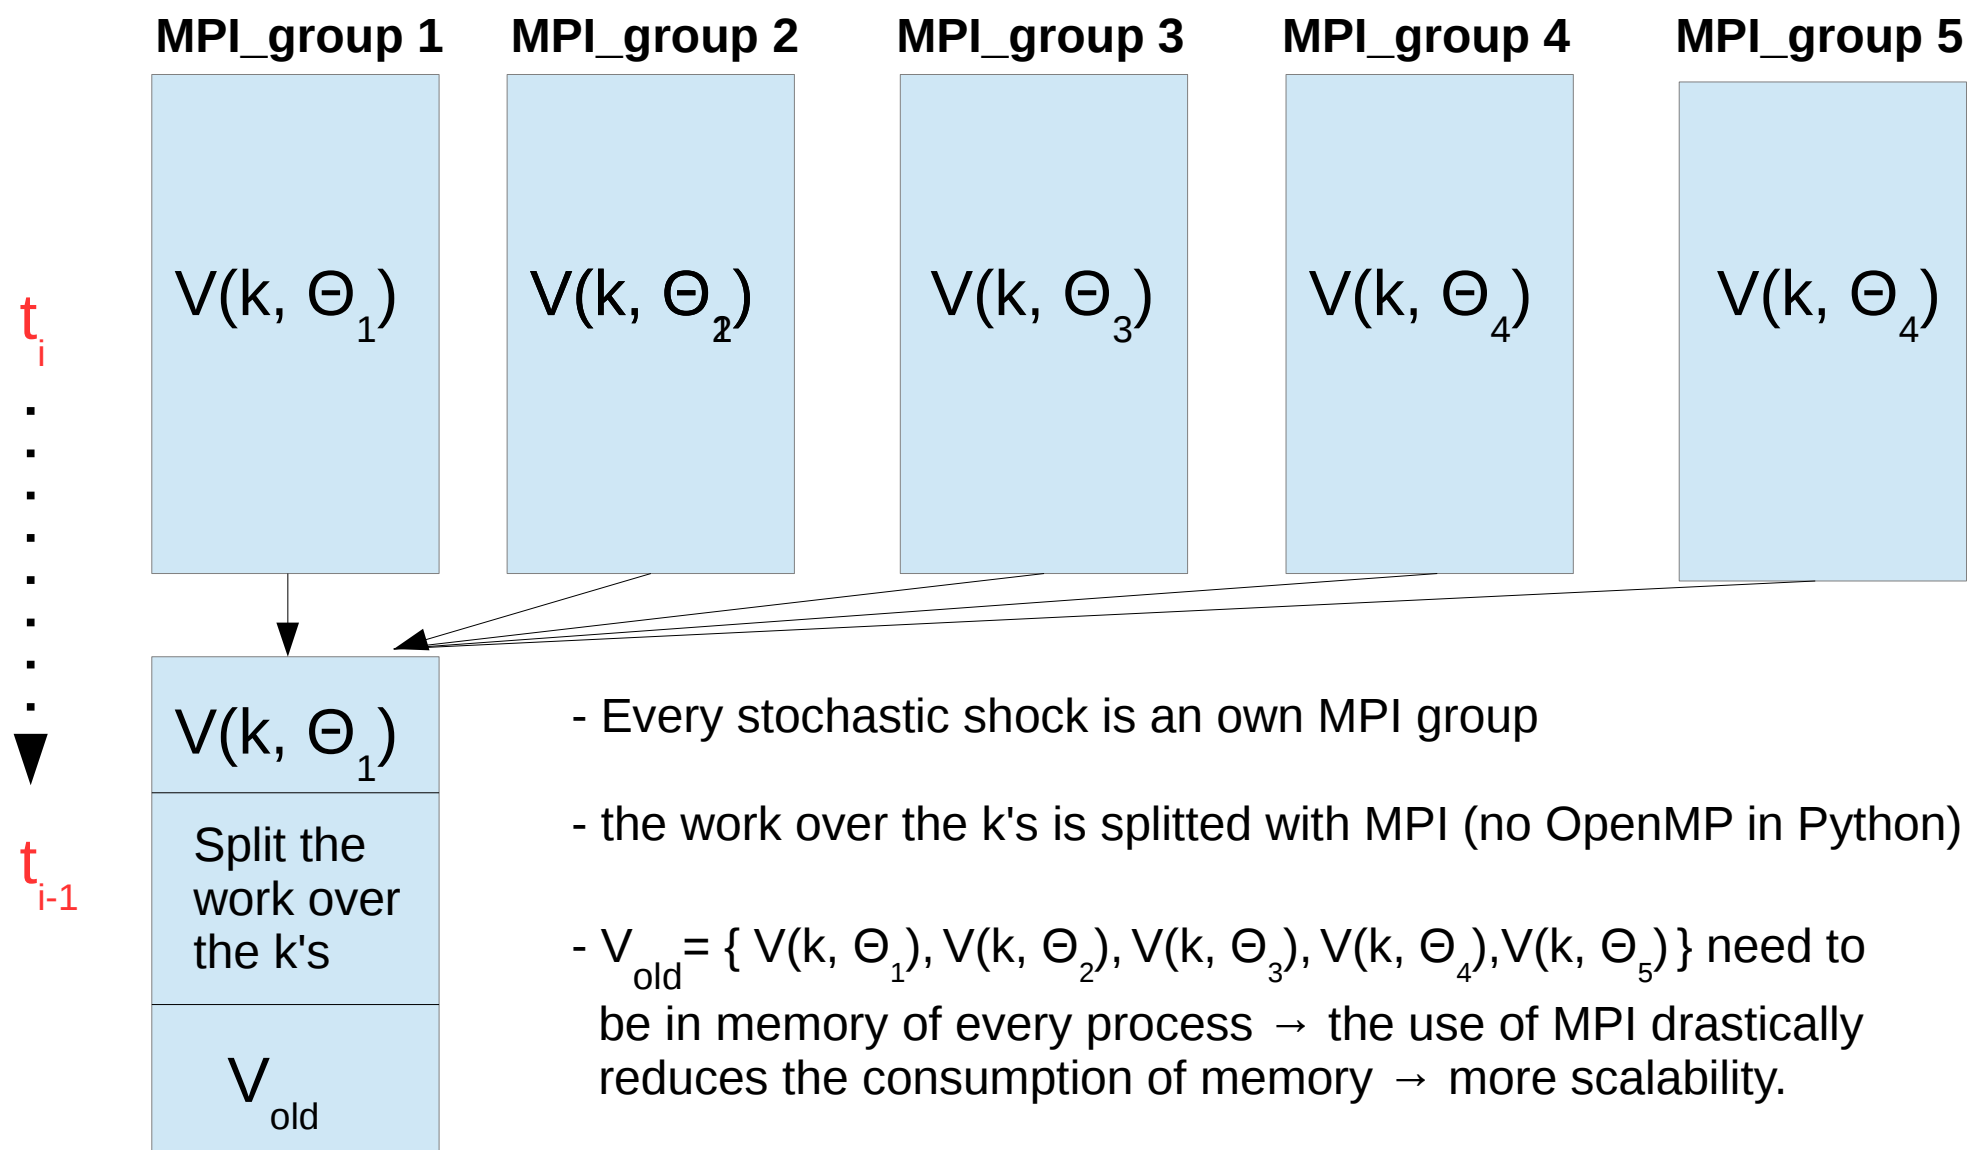 MPI_group 1 MPI_group 2 MPI_group 3 MPI_group 4 MPI_group 5
V(k, Θ1) V(k, Θ2) V(k, Θ3) V(k, Θ4) V(k, Θ4)
ti
V(k, Θ1)
Split the
work over
the k's
Vold
ti-1
- Every stochastic shock is an own MPI group
- the work over the k's is splitted with MPI (no OpenMP in Python)
- Vold= { V(k, Θ1), V(k, Θ2), V(k, Θ3), V(k, Θ4),V(k, Θ5) } need to
be in memory of every process → the use of MPI drastically
reduces the consumption of memory → more scalability.